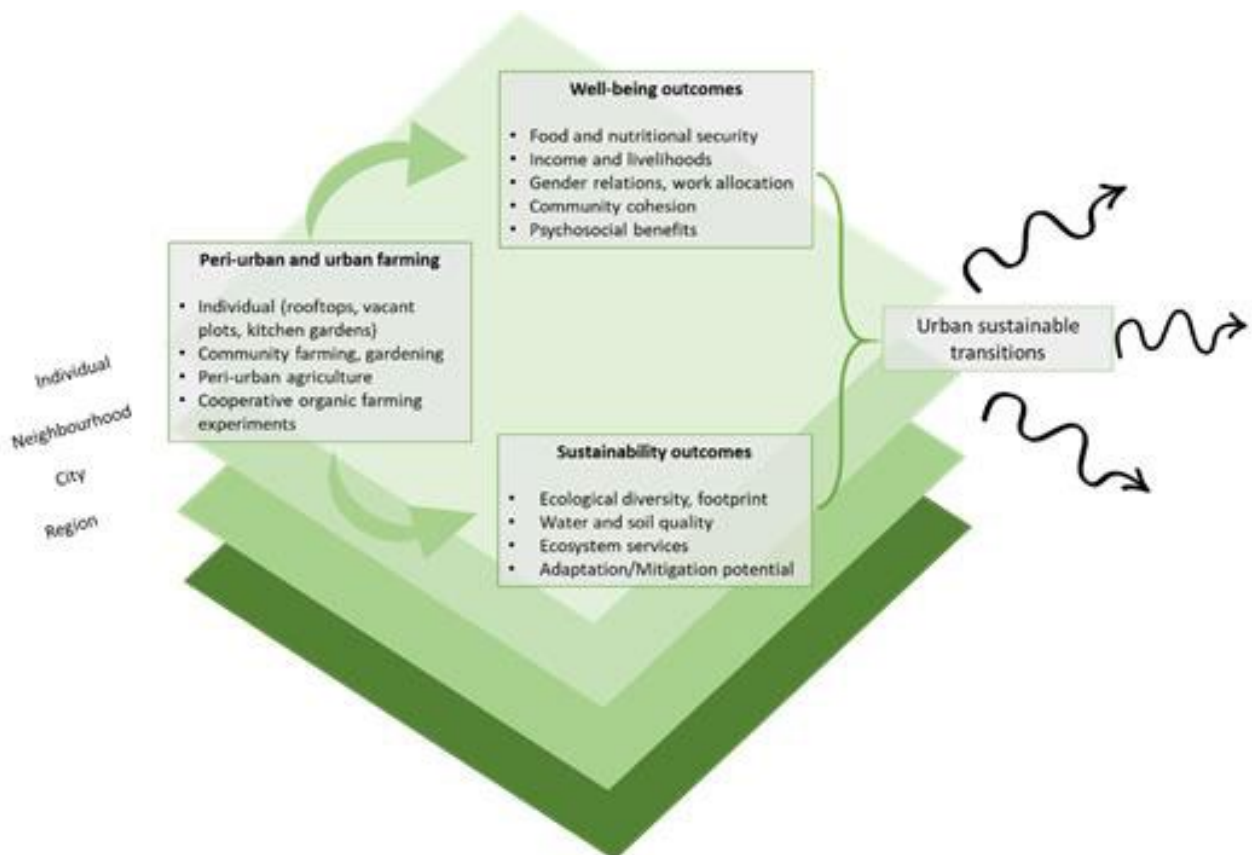 Well-being outcomes
• Food and nutritional security
• Income and livelihoods
• Gender relations, work allocation
• Community cohesion
• Psychosocial benefits
Peri-urban and urban farming
• Individual (rooftops, vacant
plots, kitchen gardens)
• Community farming, gardening
• Peri-urban agriculture
• Cooperative organic farming
experiments
Individual
Neighbourhood
City
Region
Sustainability outcomes
• Ecological diversity, footprint
• Water and soil quality
• Ecosystem services
• Adaptation/Mitigation potential
Urban sustainable
transitions